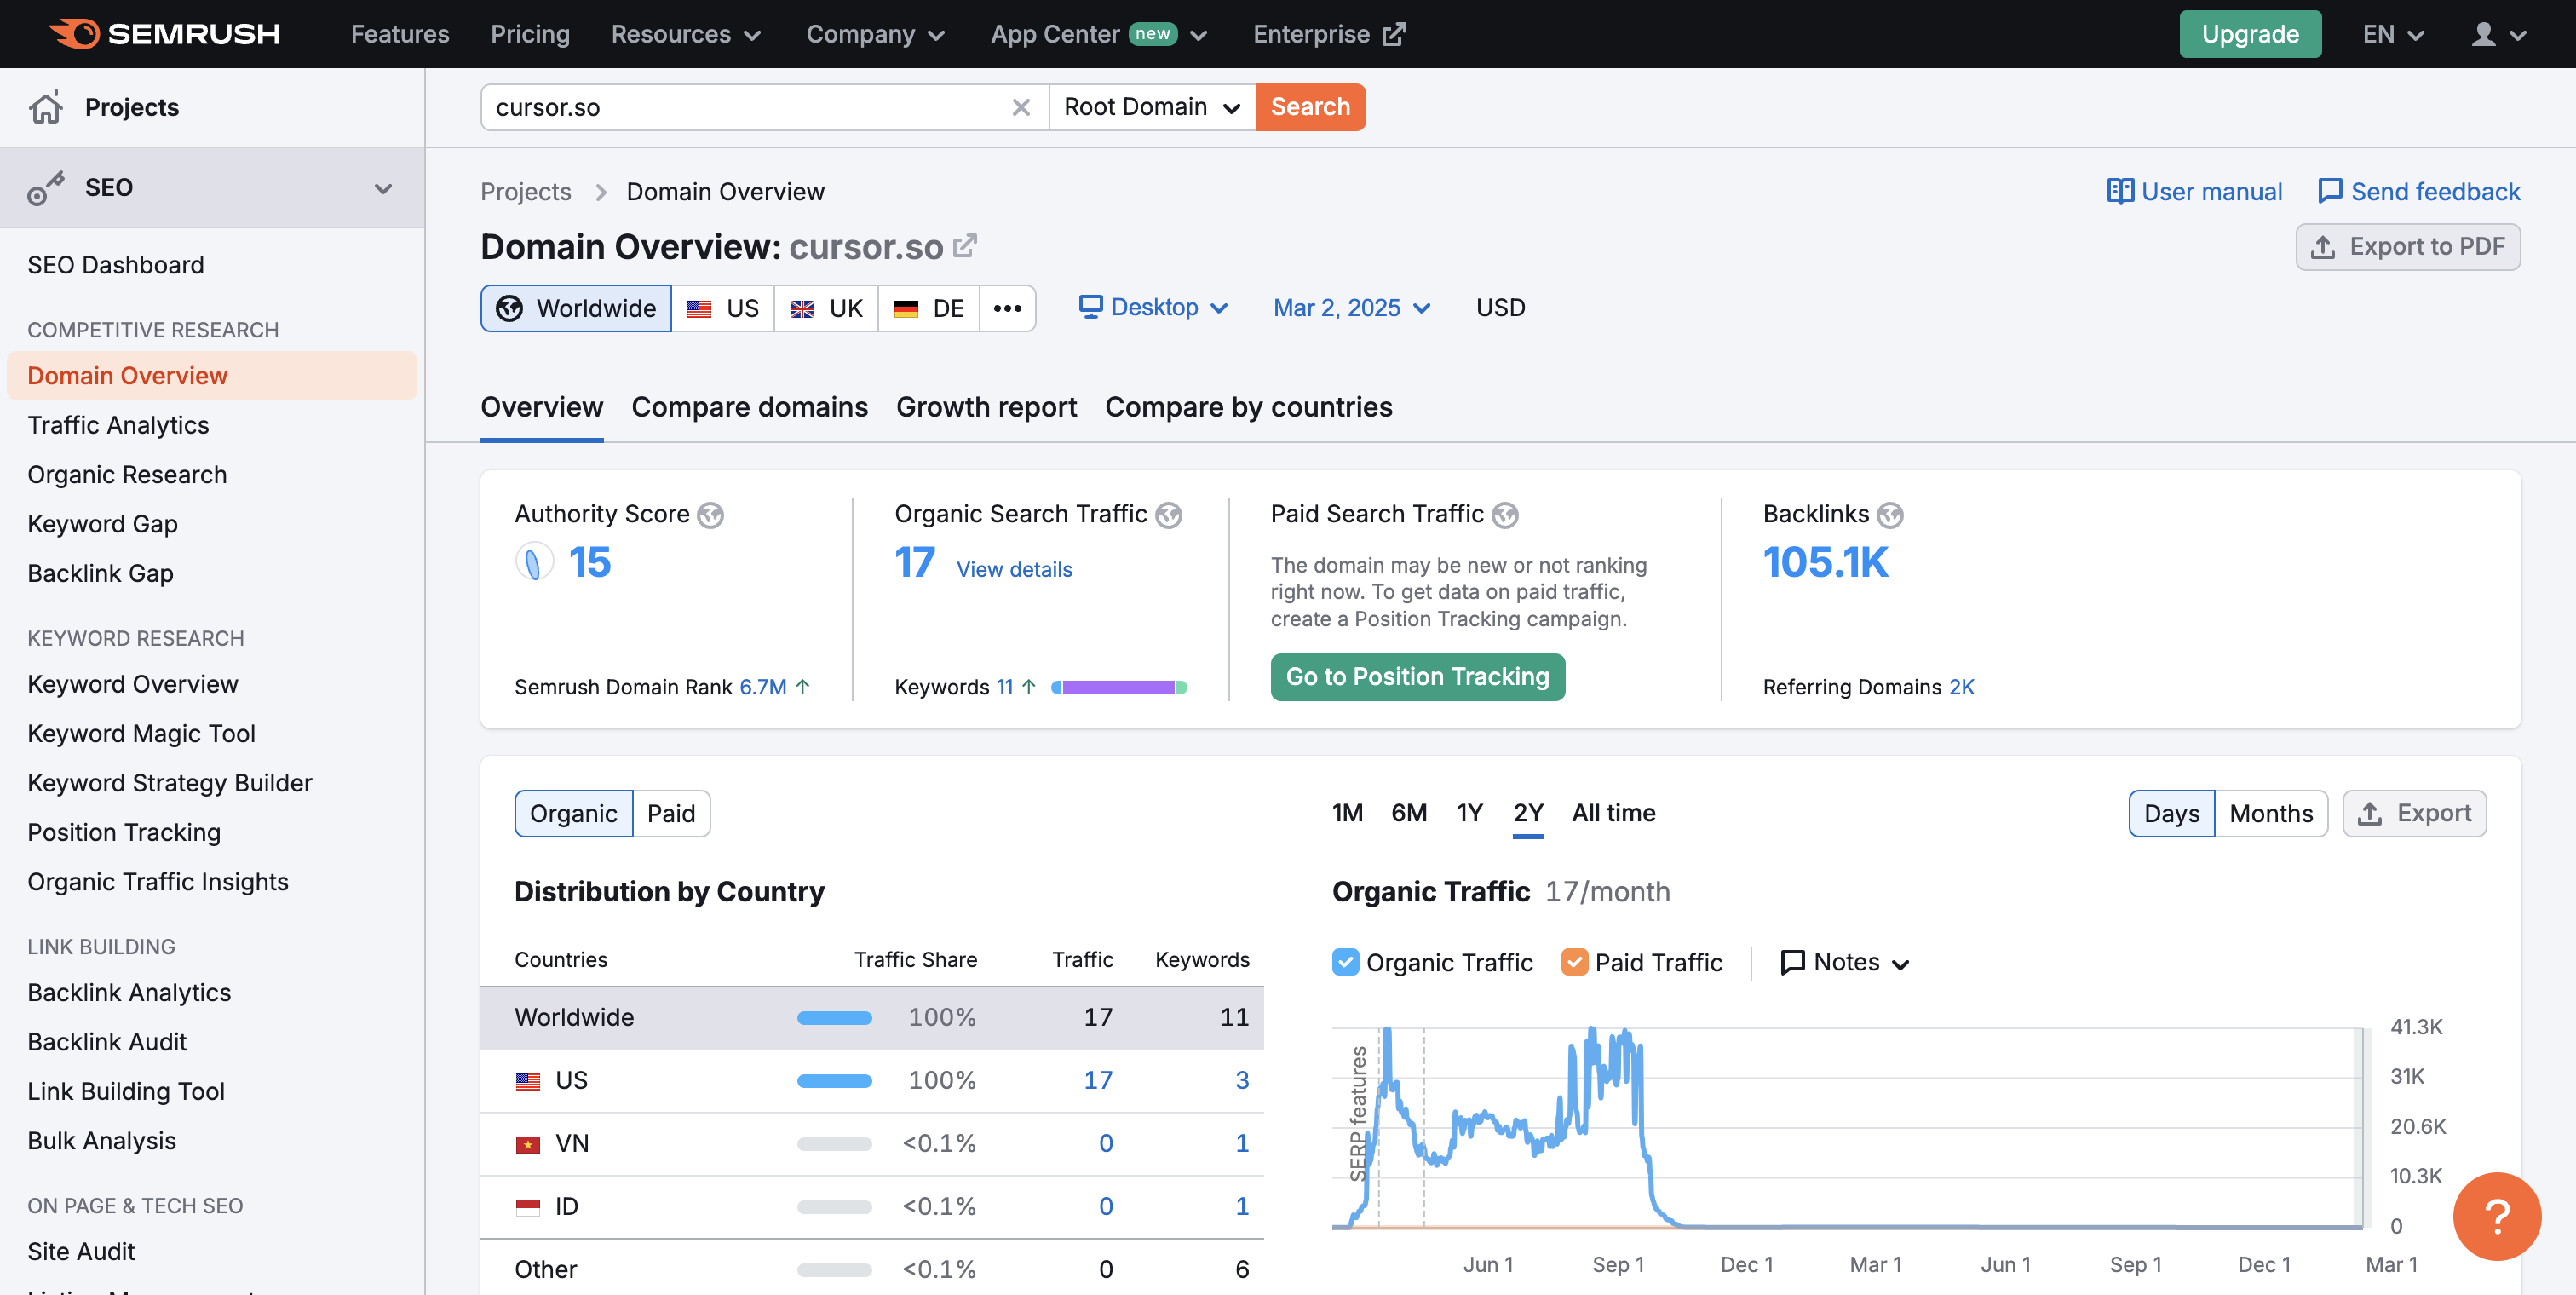 SEMRUSH
Features
Pricing
Resources
Company
App Center new
Enterprise
Upgrade
EN
Projects
SEO
SEO Dashboard
COMPETITIVE RESEARCH
Domain Overview
Traffic Analytics
Organic Research
Keyword Gap
Backlink Gap
KEYWORD RESEARCH
Keyword Overview
Keyword Magic Tool
Keyword Strategy Builder
Position Tracking
Organic Traffic Insights
LINK BUILDING
Backlink Analytics
Backlink Audit
Link Building Tool
Bulk Analysis
ON PAGE & TECH SEO
Site Audit
cursor.so
Root Domain
Search
Projects > Domain Overview
User manual
Send feedback
Domain Overview: cursor.so
Export to PDF
Worldwide
US
UK
DE
Desktop
Mar 2, 2025
USD
Overview
Compare domains
Growth report
Compare by countries
Authority Score
15
Semrush Domain Rank 6.7M ↑
Organic Search Traffic
17 View details
Keywords 11 ↑
Paid Search Traffic
The domain may be new or not ranking
right now. To get data on paid traffic,
create a Position Tracking campaign.
Go to Position Tracking
Backlinks
105.1K
Referring Domains 2K
Organic
Paid
Distribution by Country
Countries Traffic Share Traffic Keywords
Worldwide 100% 17 11
US 100% 17 3
VN <0.1% 0 1
ID <0.1% 0 1
Other <0.1% 0 6
1M 6M 1Y 2Y All time
Days
Months
Export
Organic Traffic 17/month
Organic Traffic
Paid Traffic
Notes
SERP features
41.3K
31K
20.6K
10.3K
0
Jun 1 Sep 1 Dec 1 Mar 1 Jun 1 Sep 1 Dec 1 Mar 1
?